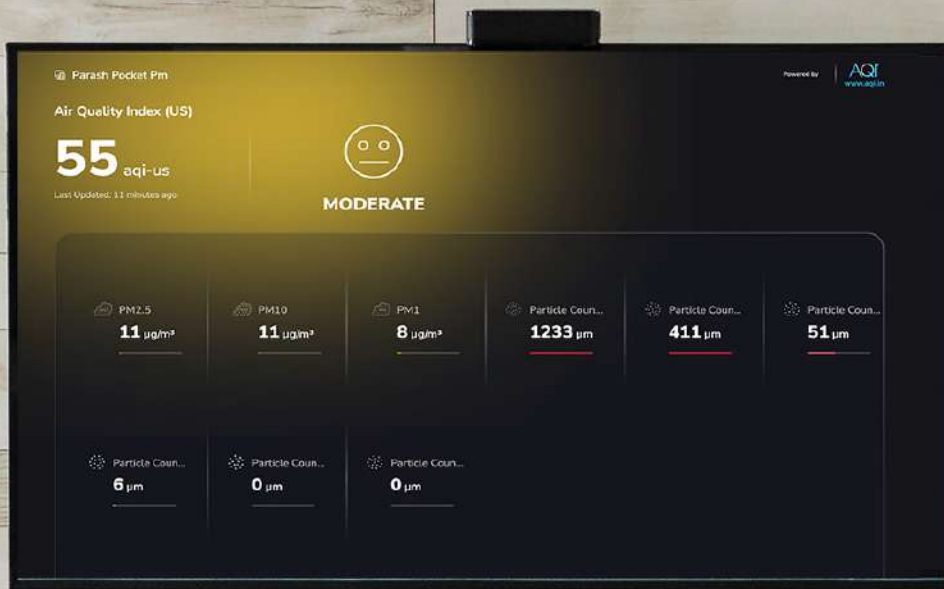 Parash Pocket Pm
Powered by
AQI
www.aqi.in
Air Quality Index (US)
55 aqi-us
Last Updated: 11 minutes ago
MODERATE
PM2.5
11 µg/m³
PM10
11 µg/m³
PM1
8 µg/m³
Particle Coun...
1233 µm
Particle Coun...
411 µm
Particle Coun...
51 µm
Particle Coun...
6 µm
Particle Coun...
0 µm
Particle Coun...
0 µm